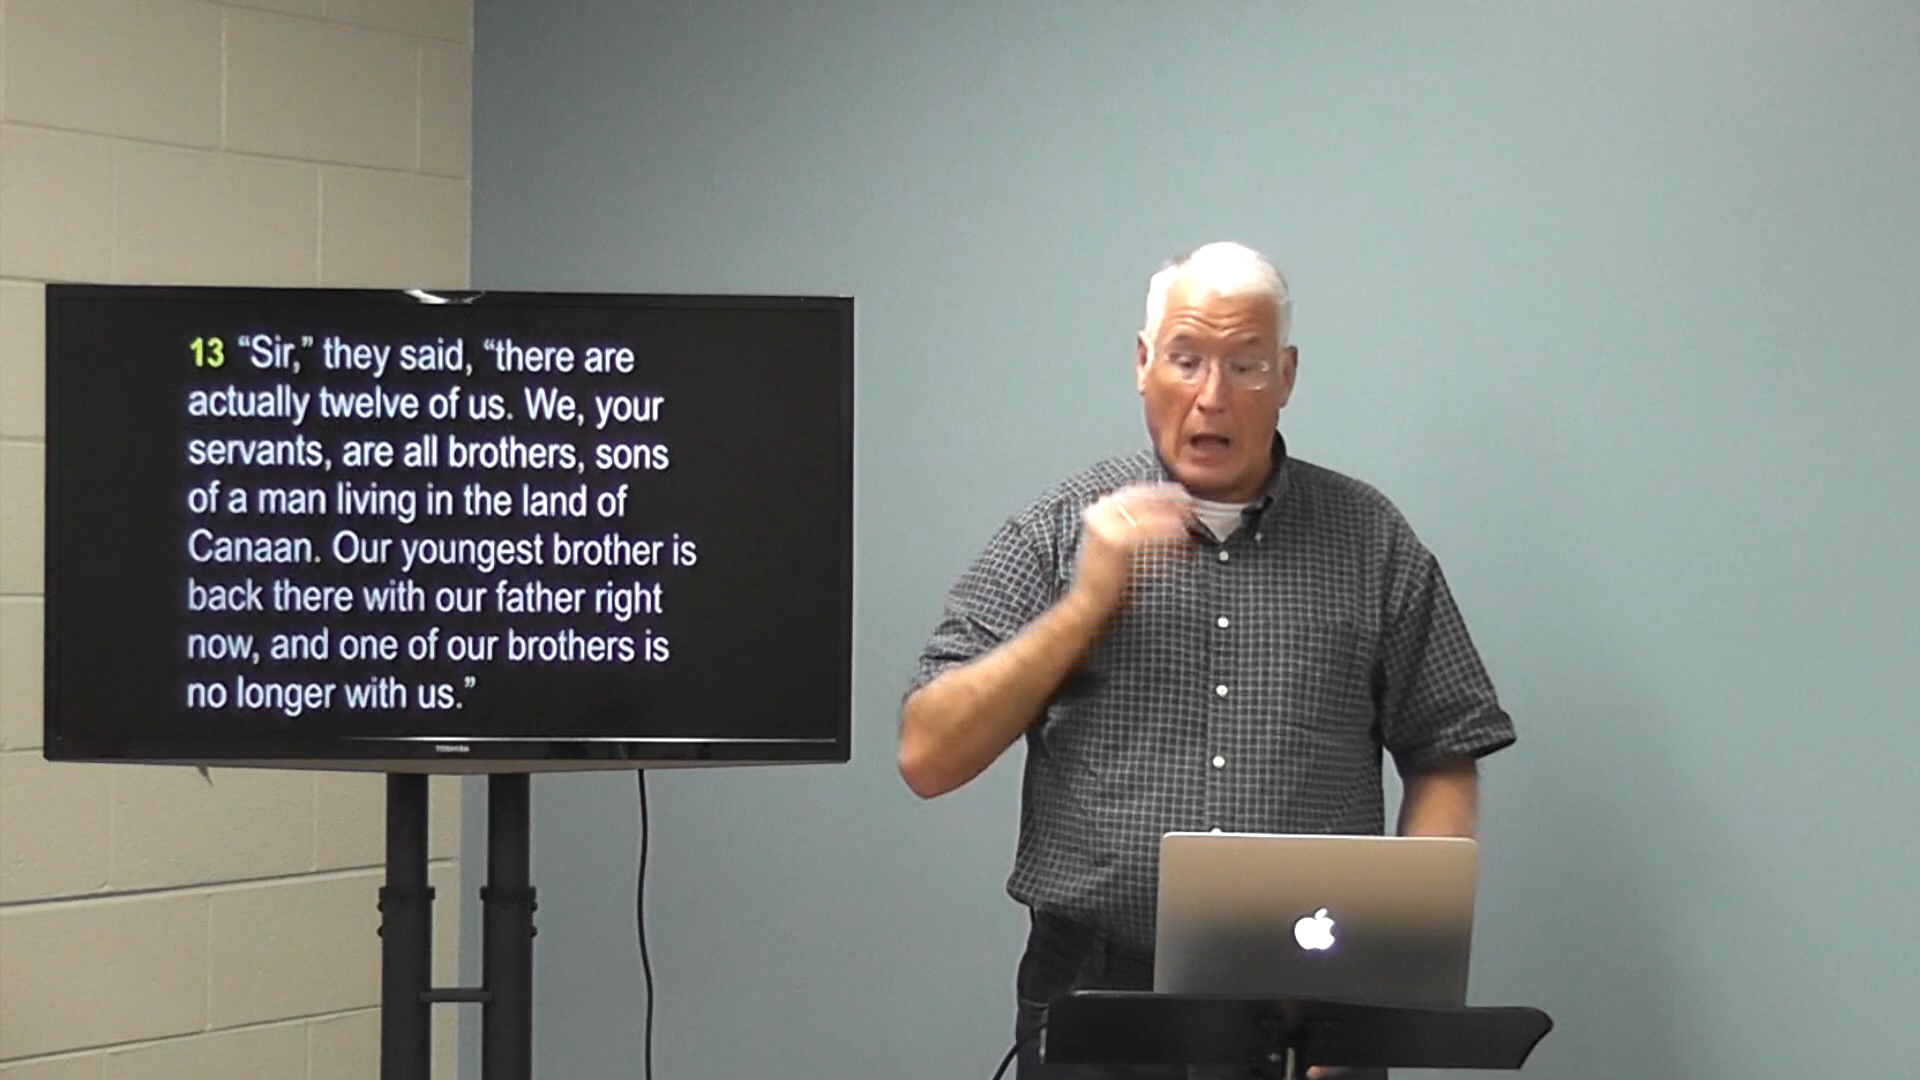 13 “Sir,” they said, “there are
actually twelve of us. We, your
servants, are all brothers, sons
of a man living in the land of
Canaan. Our youngest brother is
back there with our father right
now, and one of our brothers is
no longer with us.”
TOSHIBA